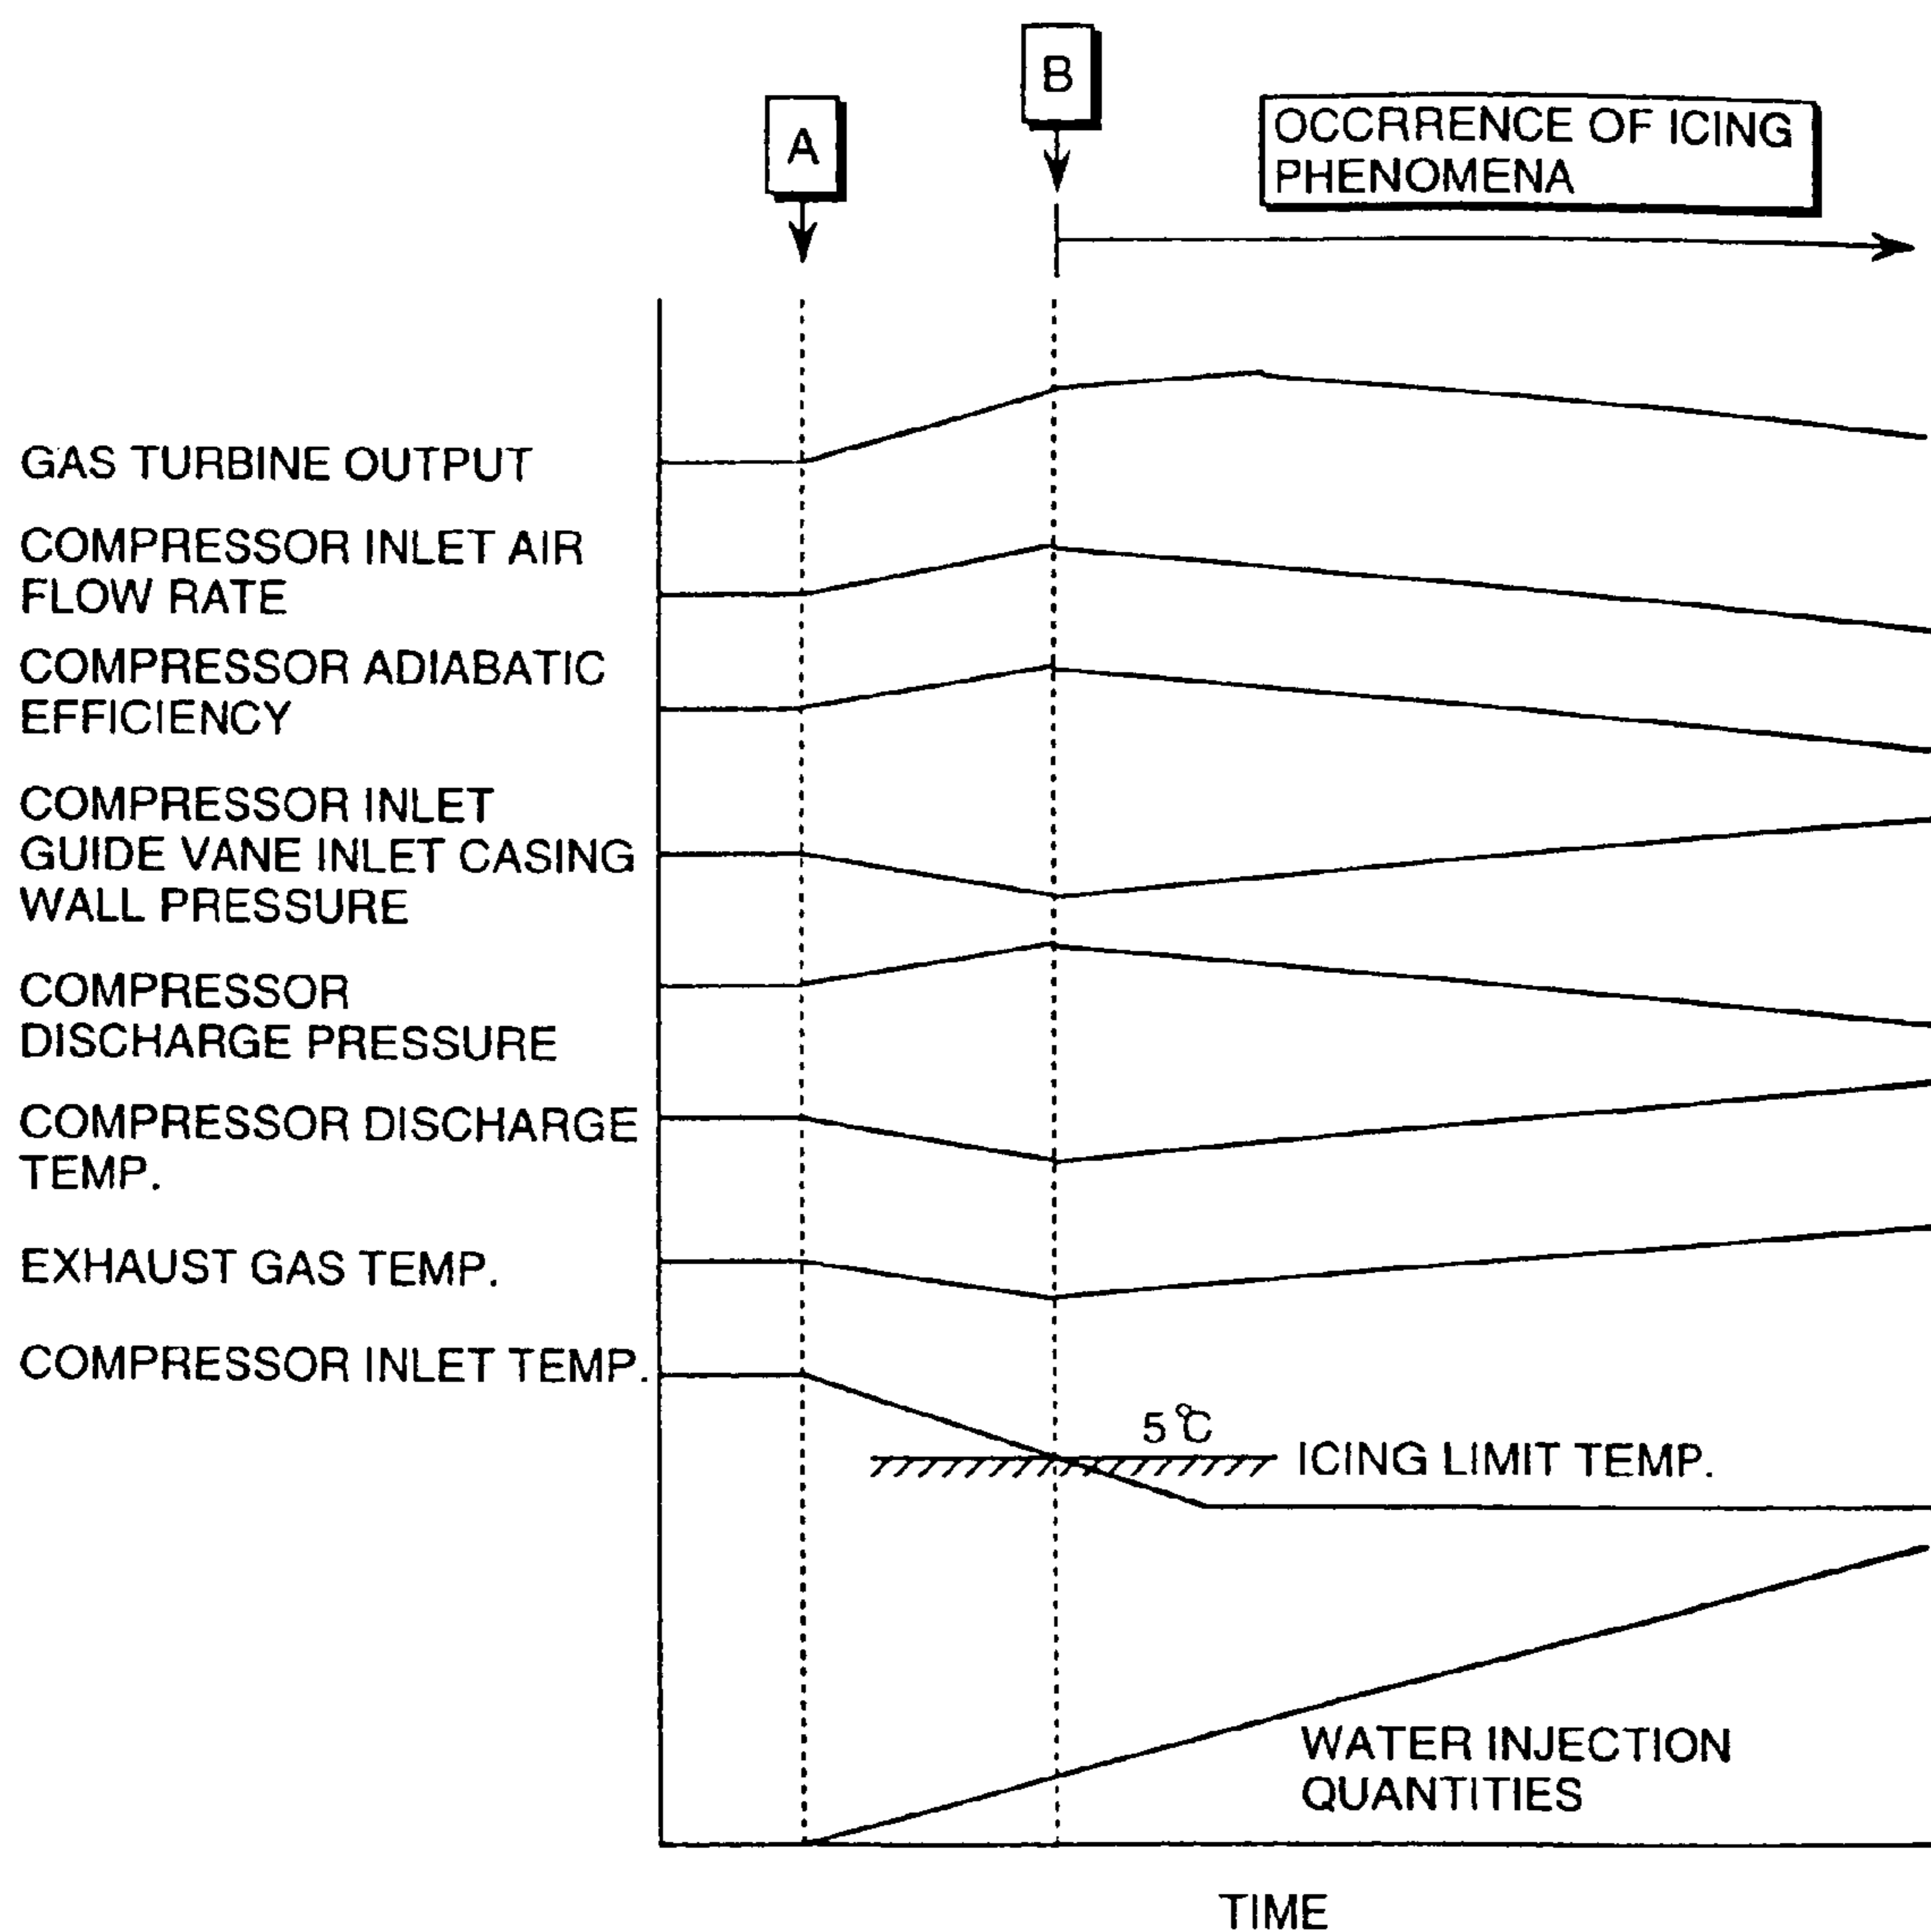 B
A
OCCRRENCE OF ICING
PHENOMENA
GAS TURBINE OUTPUT
COMPRESSOR INLET AIR
FLOW RATE
COMPRESSOR ADIABATIC
EFFICIENCY
COMPRESSOR INLET
GUIDE VANE INLET CASING
WALL PRESSURE
COMPRESSOR
DISCHARGE PRESSURE
COMPRESSOR DISCHARGE
TEMP.
EXHAUST GAS TEMP.
COMPRESSOR INLET TEMP.
5℃
ICING LIMIT TEMP.
WATER INJECTION
QUANTITIES
TIME